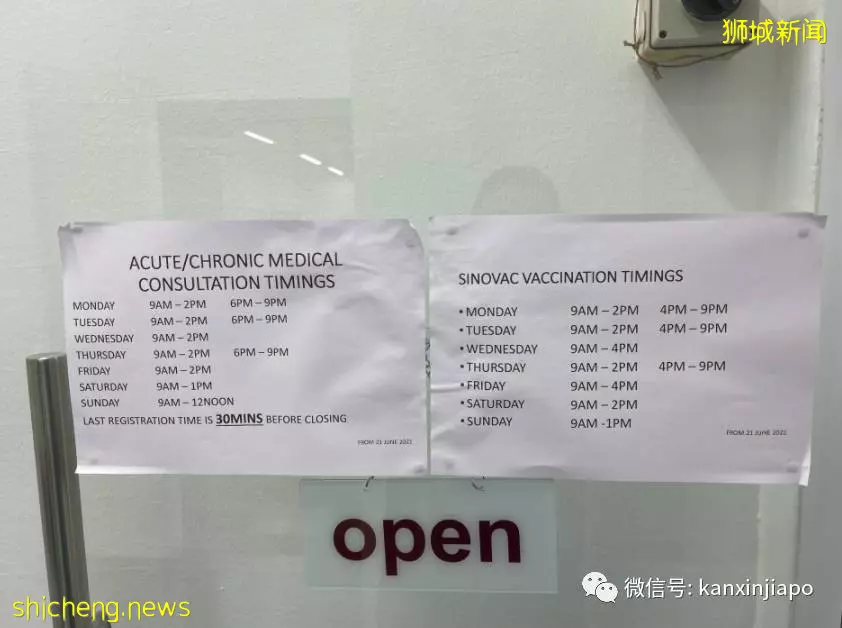 狮城新闻
ACUTE/CHRONIC MEDICAL
CONSULTATION TIMINGS
MONDAY 9AM – 2PM 6PM – 9PM
TUESDAY 9AM – 2PM 6PM – 9PM
WEDNESDAY 9AM – 2PM
THURSDAY 9AM – 2PM 6PM – 9PM
FRIDAY 9AM – 2PM
SATURDAY 9AM – 1PM
SUNDAY 9AM – 12NOON
LAST REGISTRATION TIME IS 30MINS BEFORE CLOSING
FROM 21 JUNE 2021
SINOVAC VACCINATION TIMINGS
• MONDAY 9AM – 2PM 4PM – 9PM
• TUESDAY 9AM – 2PM 4PM – 9PM
• WEDNESDAY 9AM – 4PM
• THURSDAY 9AM – 2PM 4PM – 9PM
• FRIDAY 9AM – 4PM
• SATURDAY 9AM – 2PM
• SUNDAY 9AM -1PM
FROM 21 JUNE 2021
open
微信号: kanxinjiapo
shicheng.news